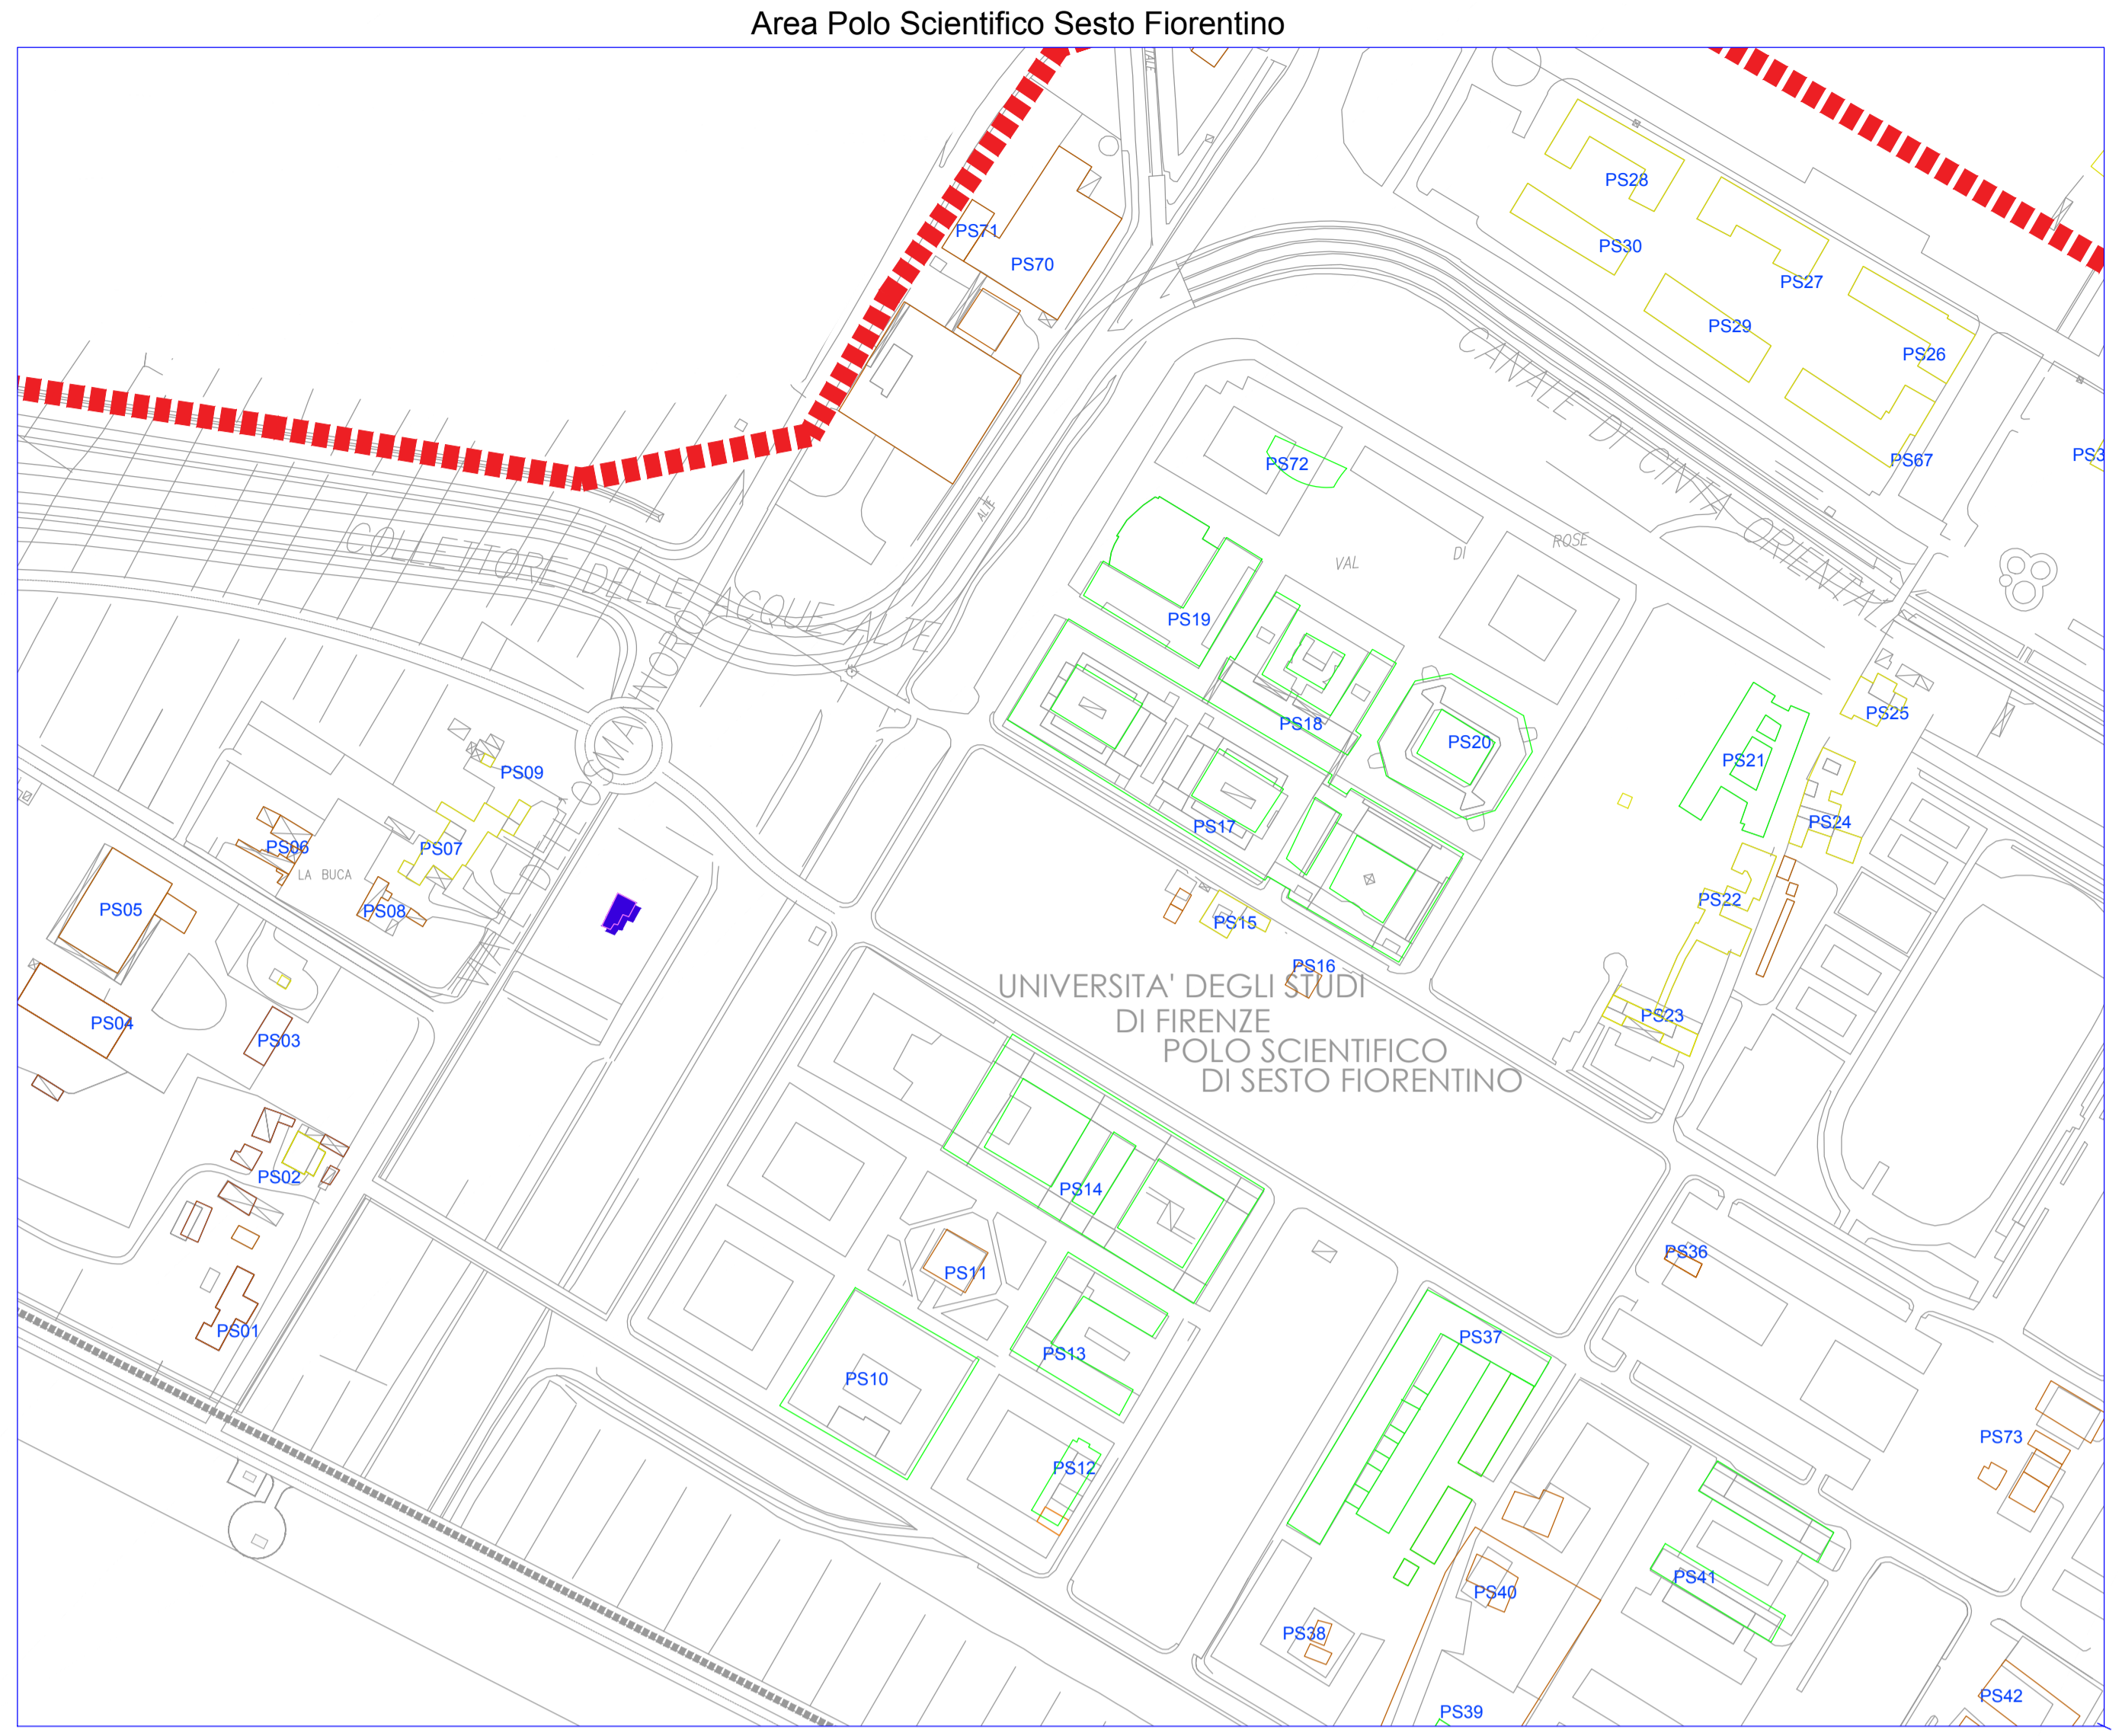 Area Polo Scientifico Sesto Fiorentino
PS28
PS71
PS30
PS70
PS27
PS29
CANALE DI CINTA ORIENTALE
PS26
PS72
PS67
PS3
COLLETTORE DELLE ACQUE ALTE
ALTE
VAL DI ROSE
PS19
OSMANNORO
PS25
PS18
PS20
PS21
PS09
PS17
PS24
PS06
PS07
LA BUCA
PS05
PS08
PS22
PS15
PS16
UNIVERSITA' DEGLI STUDI
DI FIRENZE
POLO SCIENTIFICO
DI SESTO FIORENTINO
PS04
PS03
PS23
PS02
PS14
PS36
PS11
PS01
PS37
PS13
PS10
PS73
PS12
PS41
PS40
PS38
PS42
PS39